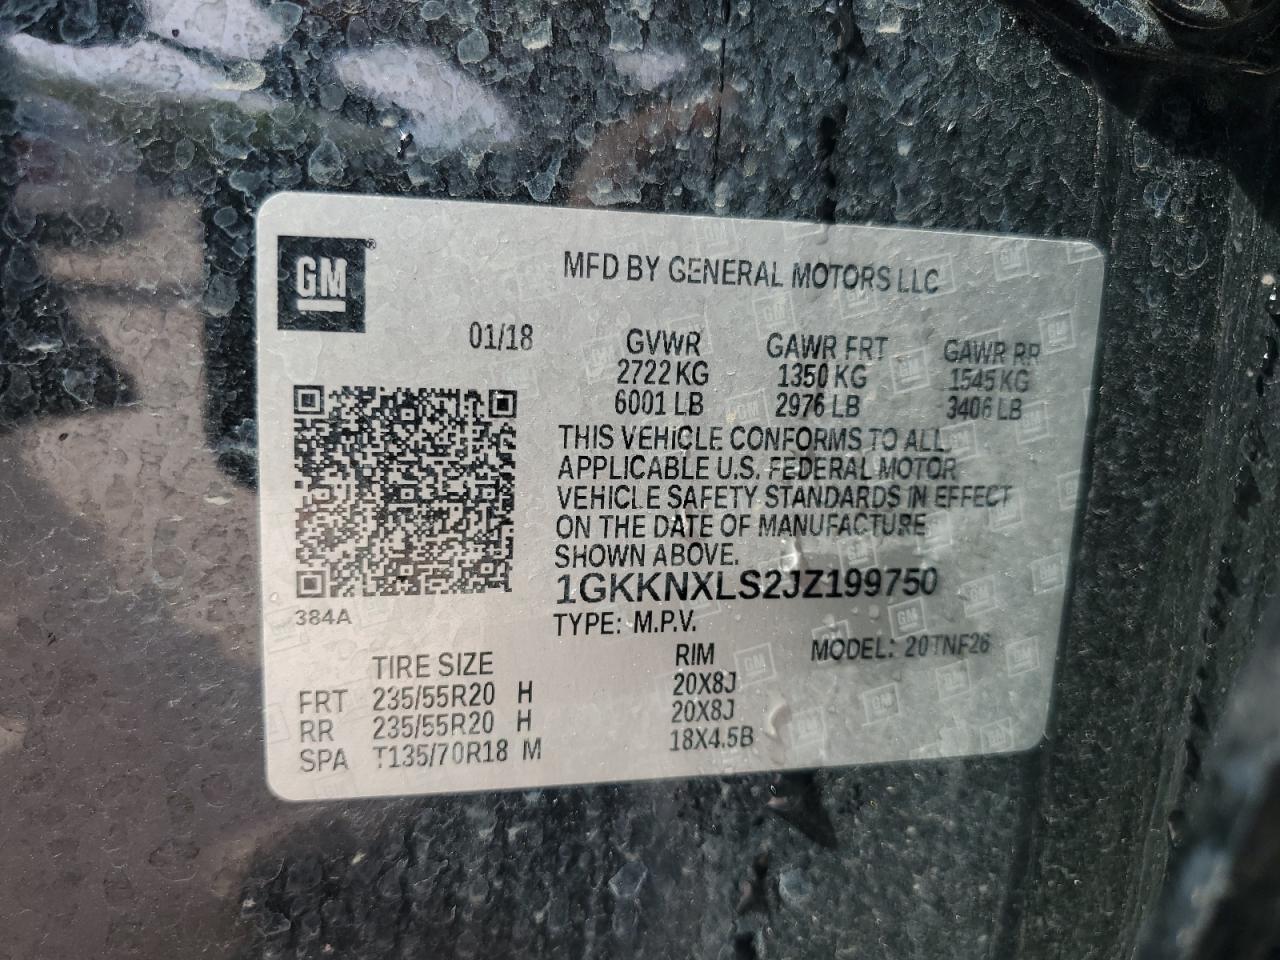 GM
MFD BY GENERAL MOTORS LLC
01/18
GVWR GAWR FRT GAWR RR
2722 KG 1350 KG 1545 KG
6001 LB 2976 LB 3406 LB
THIS VEHICLE CONFORMS TO ALL
APPLICABLE U.S. FEDERAL MOTOR
VEHICLE SAFETY STANDARDS IN EFFECT
ON THE DATE OF MANUFACTURE
SHOWN ABOVE.
1GKKNXLS2JZ199750
384A
TYPE: M.P.V.
MODEL: 20TNF26
TIRE SIZE RIM
FRT 235/55R20 H 20X8J
RR 235/55R20 H 20X8J
SPA T135/70R18 M 18X4.5B